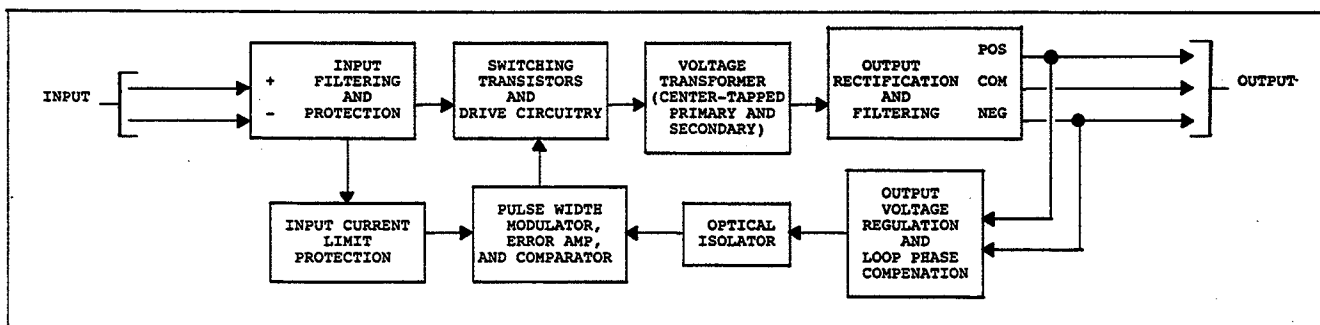 INPUT
+
-
INPUT
FILTERING
AND
PROTECTION
SWITCHING
TRANSISTORS
AND
DRIVE CIRCUITRY
VOLTAGE
TRANSFORMER
(CENTER-TAPPED
PRIMARY AND
SECONDARY)
OUTPUT
RECTIFICATION
AND
FILTERING
POS
COM
NEG
OUTPUT
INPUT CURRENT
LIMIT
PROTECTION
PULSE WIDTH
MODULATOR,
ERROR AMP,
AND COMPARATOR
OPTICAL
ISOLATOR
OUTPUT
VOLTAGE
REGULATION
AND
LOOP PHASE
COMPENATION